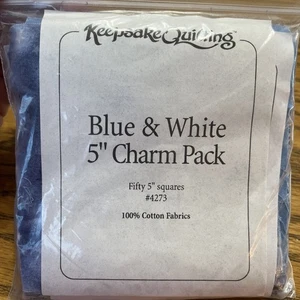 Keepsake Quilting
Blue & White
5" Charm Pack
Fifty 5" squares
#4273
100% Cotton Fabrics